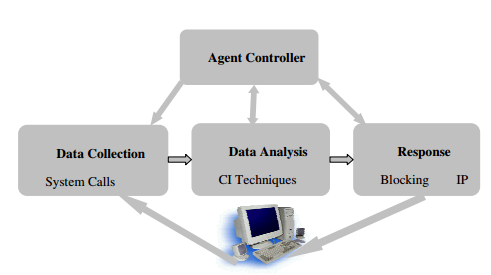 Agent Controller
Data Collection
System Calls
Data Analysis
CI Techniques
Response
Blocking IP